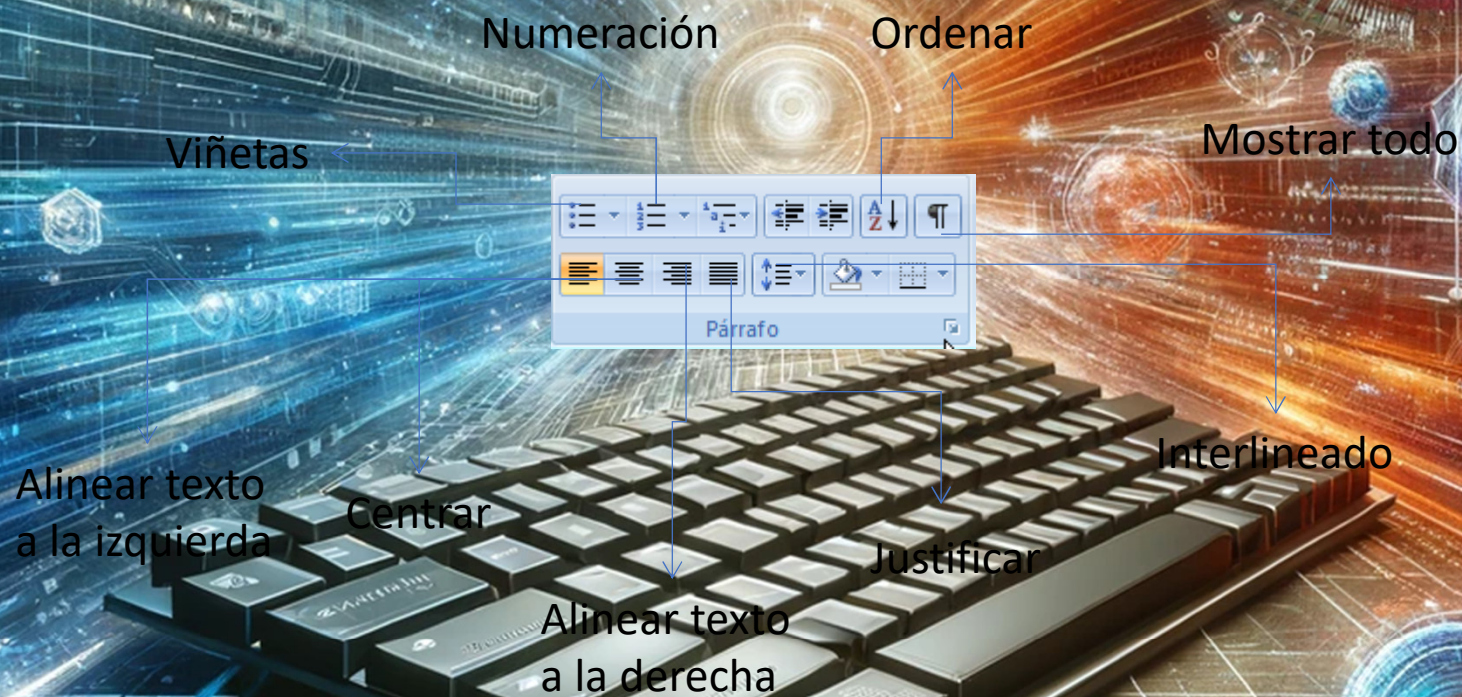 Numeración
Ordenar
Viñetas
Mostrar todo
Párrafo
Alinear texto
a la izquierda
Centrar
Interlineado
Justificar
Alinear texto
a la derecha